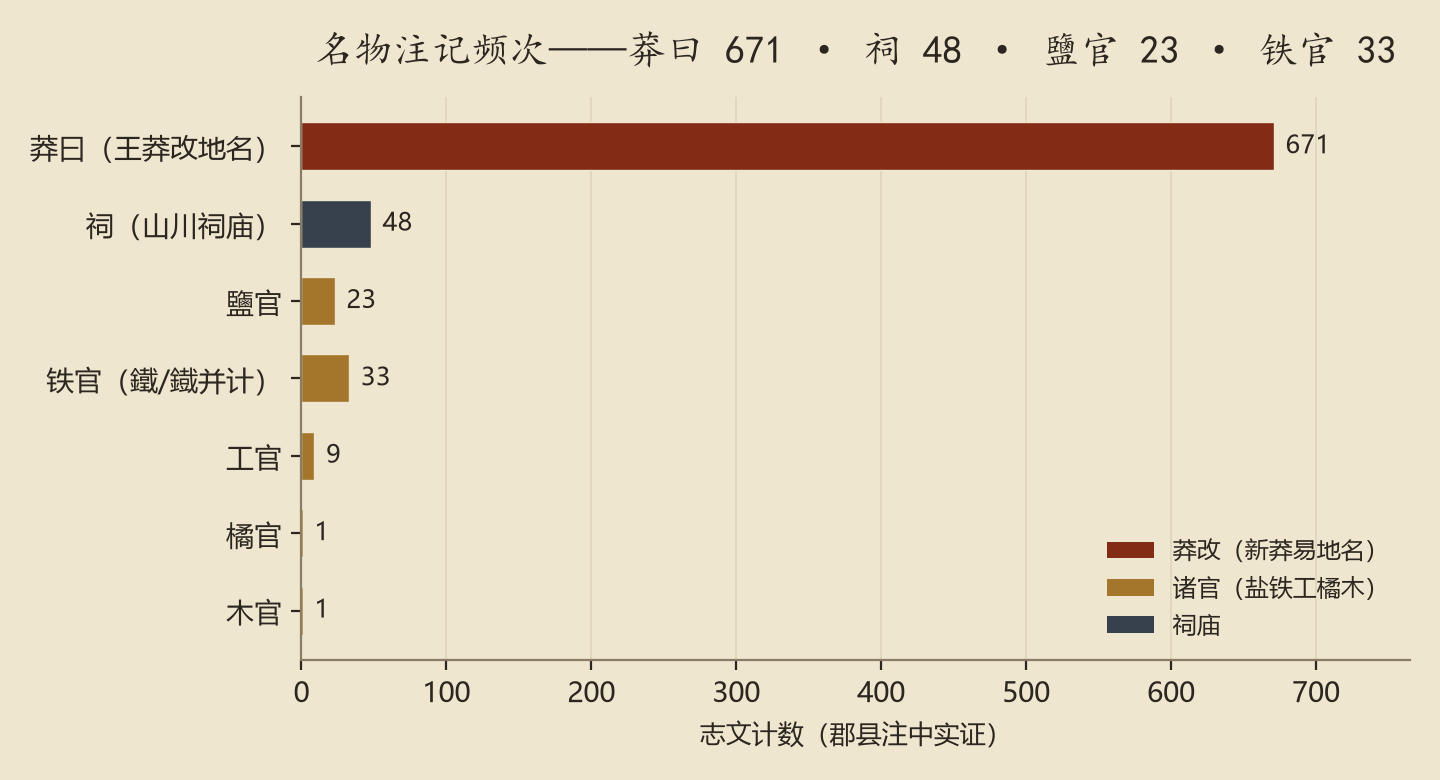 名物注记频次——莽曰 671 • 祠 48 • 鹽官 23 • 铁官 33
莽曰（王莽改地名） 671
祠（山川祠庙） 48
鹽官 23
铁官（鐵/鐡并计） 33
工官 9
橘官 1
木官 1
莽改（新莽易地名）
诸官（盐铁工橘木）
祠庙
0 100 200 300 400 500 600 700
志文计数（郡县注中实证）